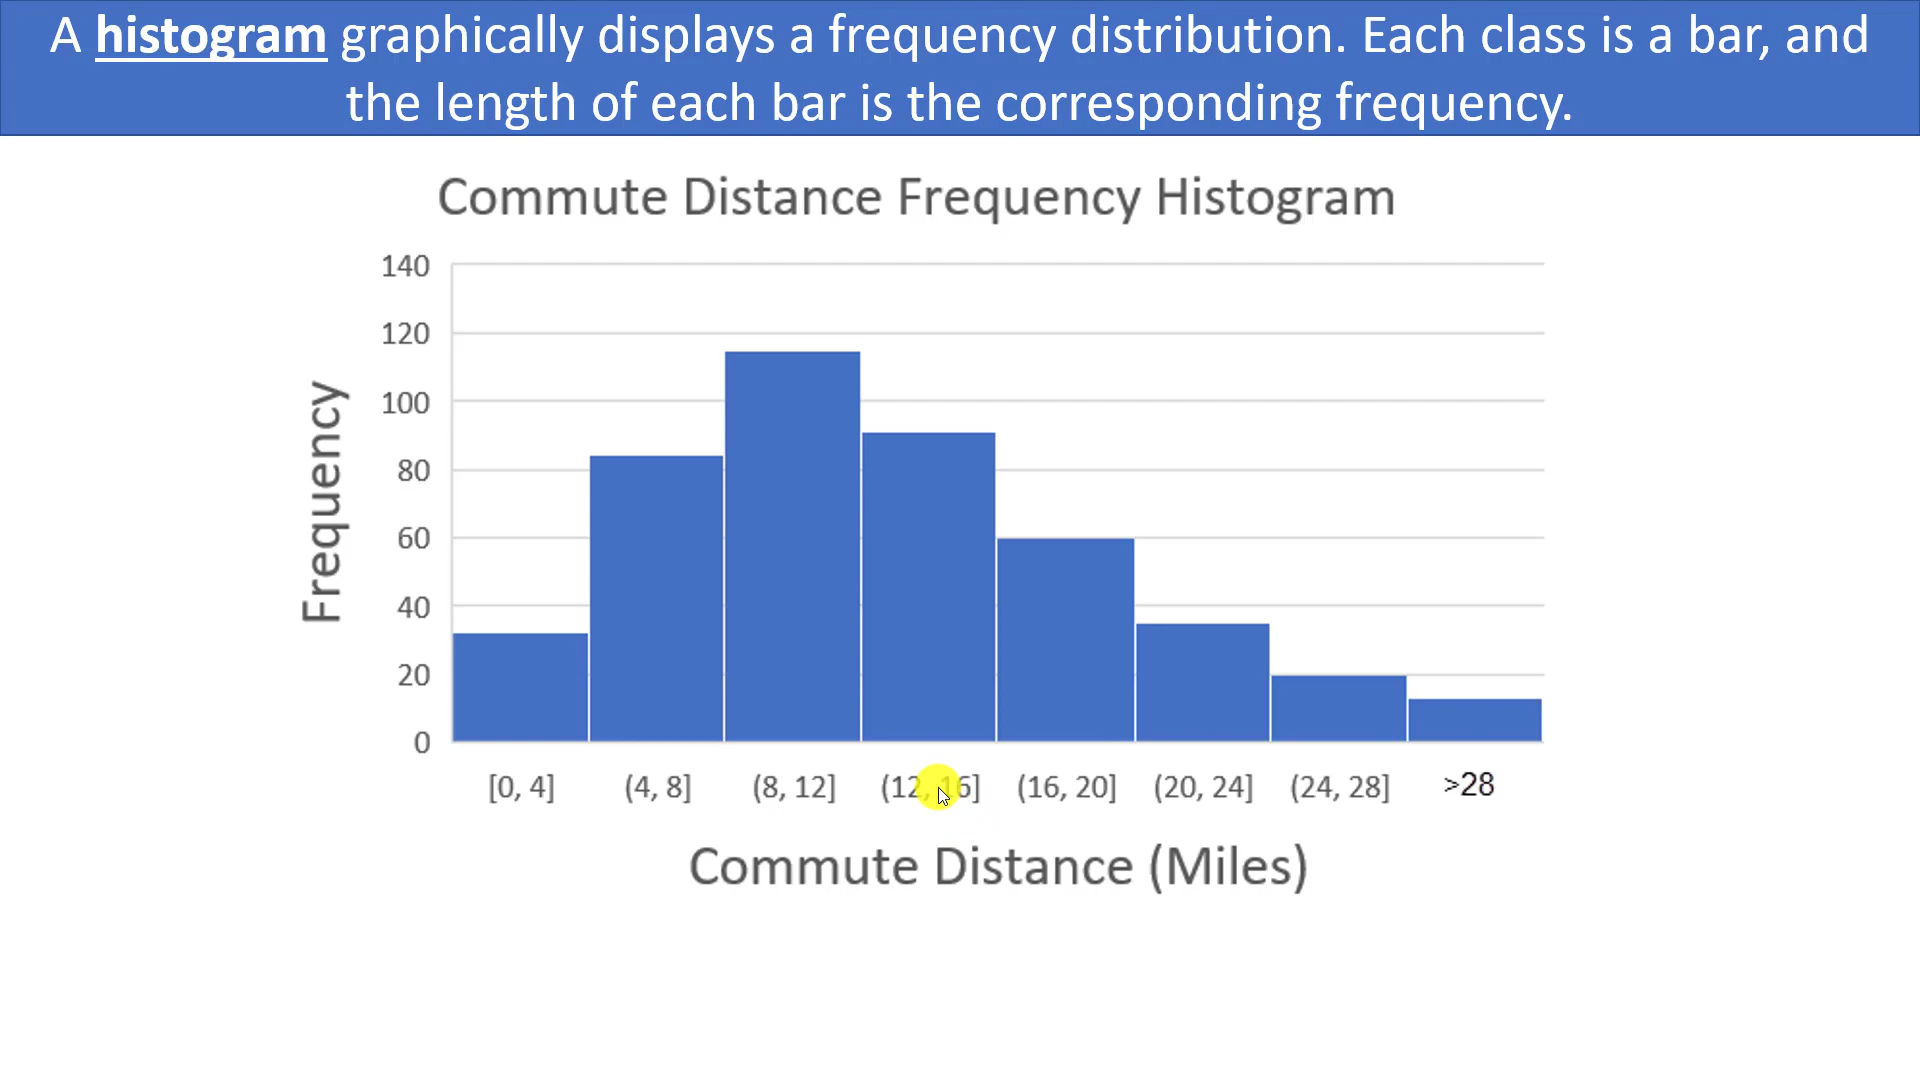 A histogram graphically displays a frequency distribution. Each class is a bar, and
the length of each bar is the corresponding frequency.
Commute Distance Frequency Histogram
140
120
100
80
60
40
20
0
Frequency
[0, 4] (4, 8] (8, 12] (12, 16] (16, 20] (20, 24] (24, 28] >28
Commute Distance (Miles)